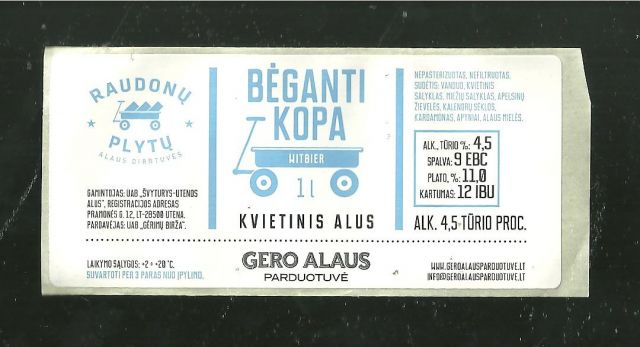 RAUDONŲ
PLYTŲ
ALAUS DIRBTUVĖS
GAMINTOJAS: UAB „ŠVYTURYS-UTENOS
ALUS", REGISTRACIJOS ADRESAS
PRAMONĖS G. 12, LT-28500 UTENA.
PARDAVĖJAS: UAB „GĖRIMŲ BIRŽA".
BĖGANTI
KOPA
WITBIER
1l
KVIETINIS ALUS
NEPASTERIZUOTAS, NEFILTRUOTAS.
SUDĖTIS: VANDUO, KVIETINIS
SALYKLAS, MIEŽIŲ SALYKLAS, APELSINŲ
ŽIEVELĖS, KALENDRŲ SĖKLOS,
KARDAMONAS, APYNIAI, ALAUS MIELĖS.
ALK., TŪRIO %: 4,5
SPALVA: 9 EBC
PLATO, %: 11,0
KARTUMAS: 12 IBU
ALK. 4,5 TŪRIO PROC.
LAIKYMO SĄLYGOS: +2 ÷ +20 °C.
SUVARTOTI PER 3 PARAS NUO ĮPYLIMO.
GERO ALAUS
PARDUOTUVĖ
WWW.GEROALAUSPARDUOTUVE.LT
INFO@GEROALAUSPARDUOTUVE.LT